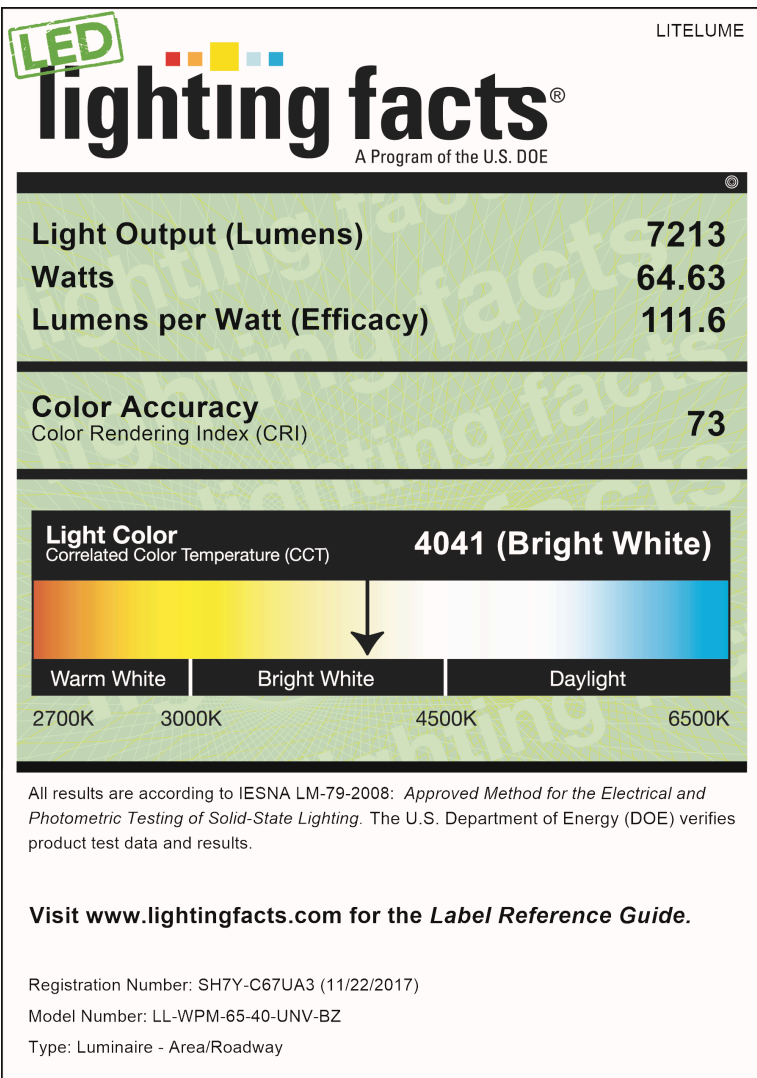 LITELUME
LED
lighting facts®
A Program of the U.S. DOE
Light Output (Lumens) 7213
Watts 64.63
Lumens per Watt (Efficacy) 111.6
Color Accuracy
Color Rendering Index (CRI) 73
Light Color
Correlated Color Temperature (CCT) 4041 (Bright White)
Warm White Bright White Daylight
2700K 3000K 4500K 6500K
All results are according to IESNA LM-79-2008: Approved Method for the Electrical and
Photometric Testing of Solid-State Lighting. The U.S. Department of Energy (DOE) verifies
product test data and results.
Visit www.lightingfacts.com for the Label Reference Guide.
Registration Number: SH7Y-C67UA3 (11/22/2017)
Model Number: LL-WPM-65-40-UNV-BZ
Type: Luminaire - Area/Roadway